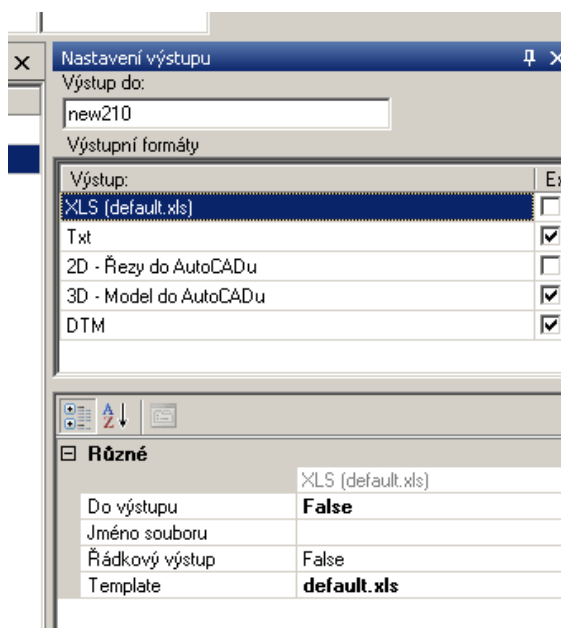 Nastavení výstupu
Výstup do:
new210
Výstupní formáty
Výstup: Ex
XLS (default.xls)
Txt
2D - Řezy do AutoCADu
3D - Model do AutoCADu
DTM
Různé
XLS (default.xls)
Do výstupu False
Jméno souboru
Řádkový výstup False
Template default.xls